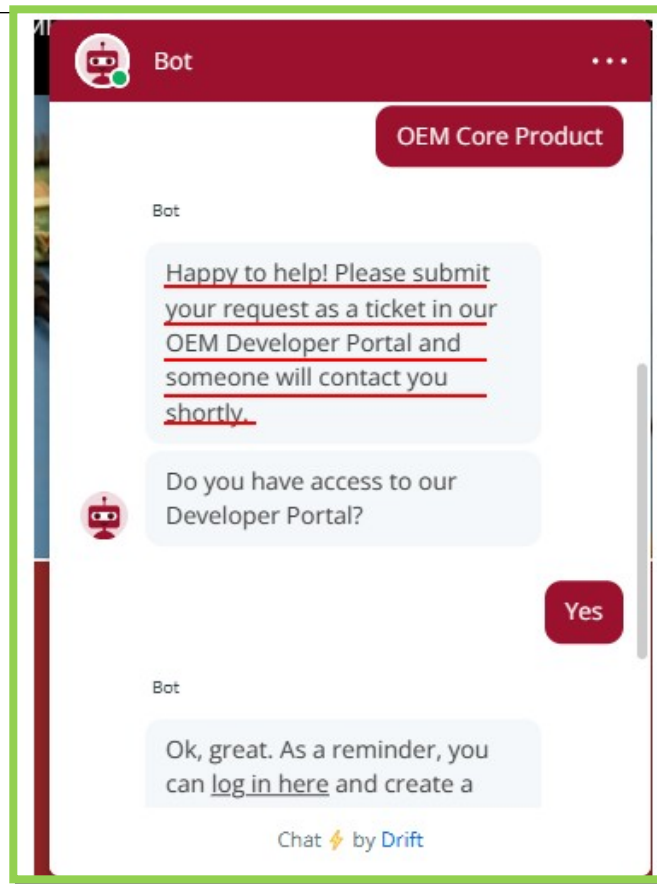 Bot
OEM Core Product
Bot
Happy to help! Please submit
your request as a ticket in our
OEM Developer Portal and
someone will contact you
shortly.
Do you have access to our
Developer Portal?
Yes
Bot
Ok, great. As a reminder, you
can log in here and create a
Chat ⚡ by Drift